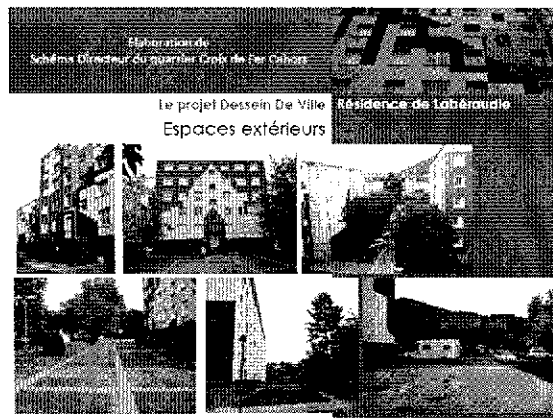 Elaboration de
Schéma Directeur du quartier Croix de Fer Cahors
Le projet Dessein De Ville Résidence de Labéraudie
Espaces extérieurs